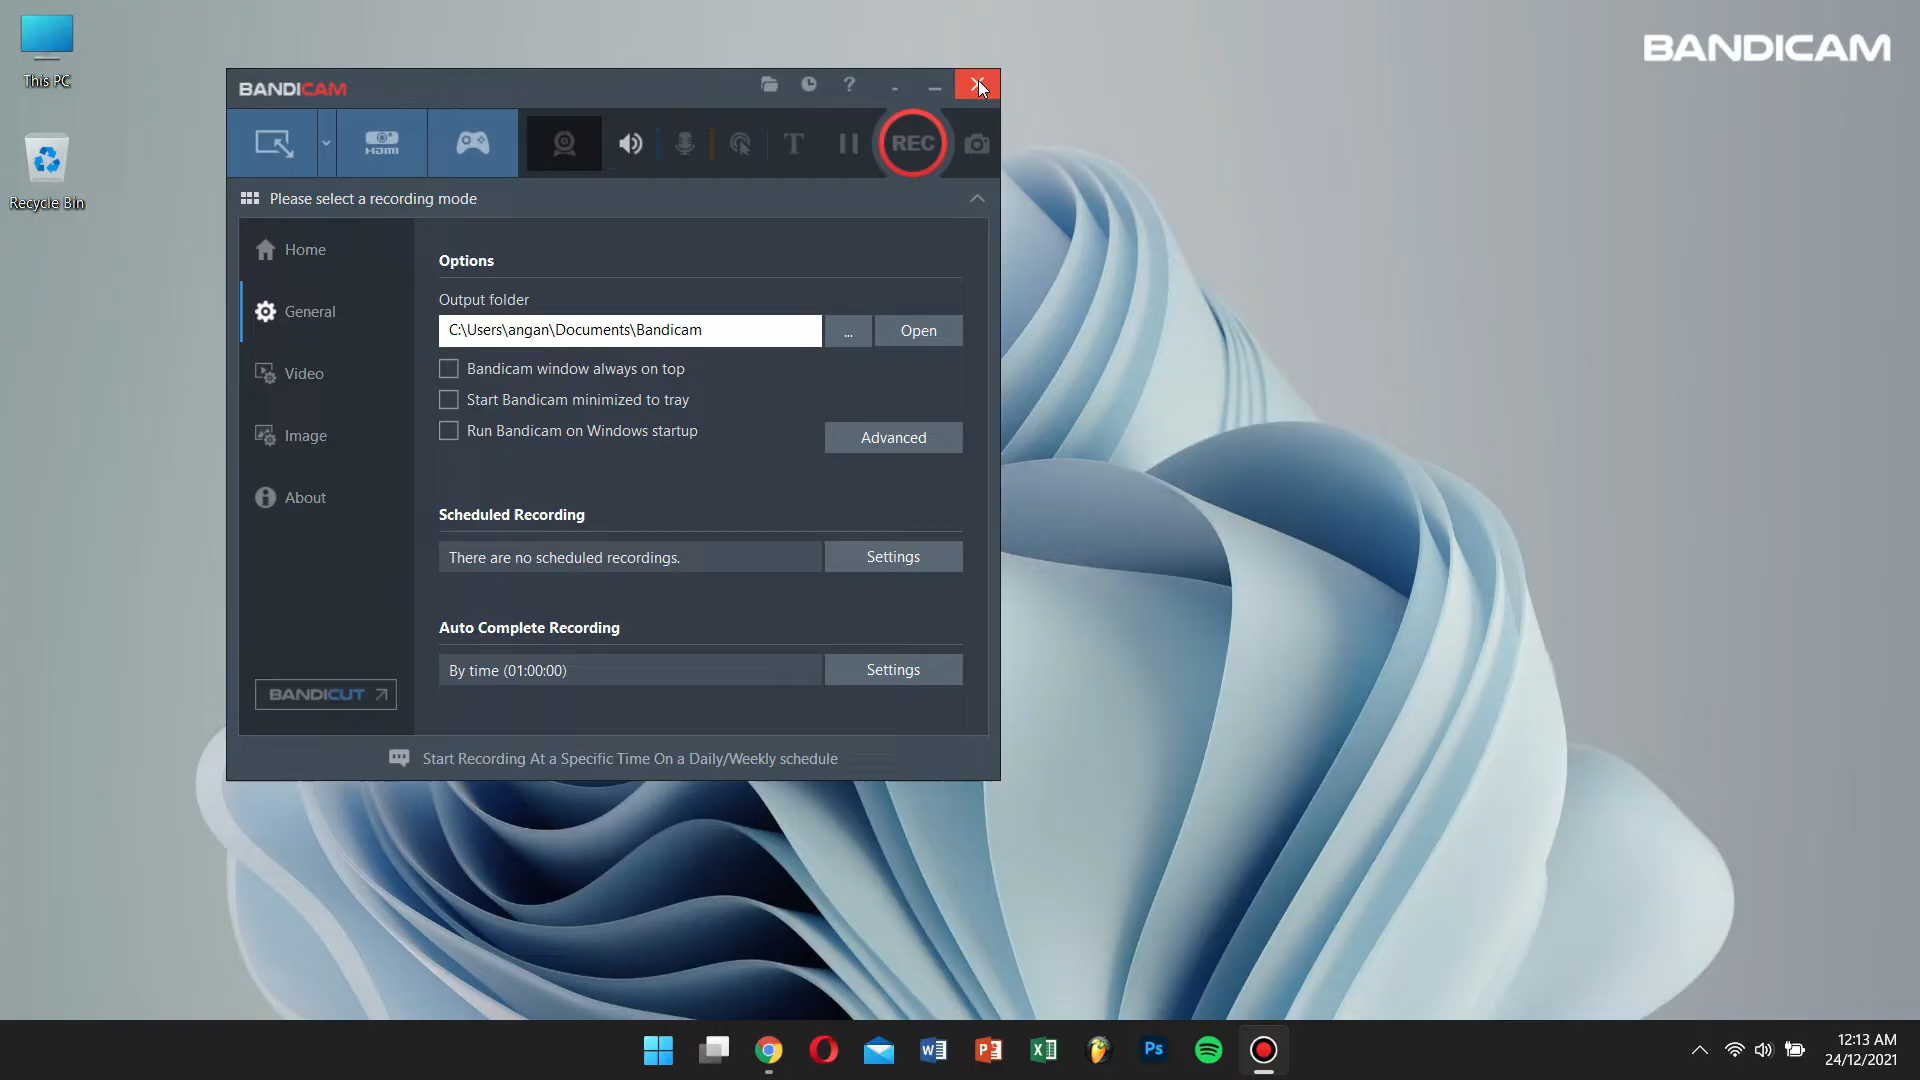 This PC
Recycle Bin
BANDICAM
BANDICAM
?
HDMI
T
REC
Please select a recording mode
Home
General
Video
Image
About
BANDICUT
Options
Output folder
C:\Users\angan\Documents\Bandicam
...
Open
Bandicam window always on top
Start Bandicam minimized to tray
Run Bandicam on Windows startup
Advanced
Scheduled Recording
There are no scheduled recordings.
Settings
Auto Complete Recording
By time (01:00:00)
Settings
Start Recording At a Specific Time On a Daily/Weekly schedule
W
P
X
Ps
12:13 AM
24/12/2021